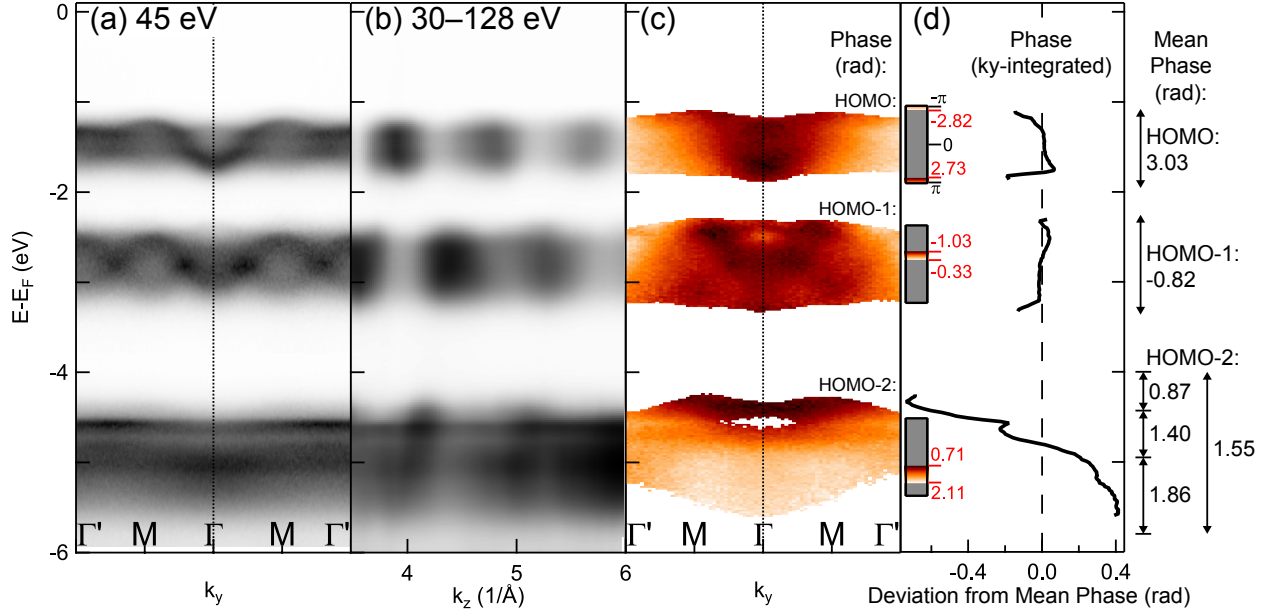 (a) 45 eV
(b) 30–128 eV
(c)
(d)
Phase
(rad):
Phase
(ky-integrated)
Mean
Phase
(rad):
0
-2
-4
-6
E-E_F (eV)
HOMO:
-π
-2.82
0
2.73
π
HOMO:
3.03
HOMO-1:
-1.03
-0.33
HOMO-1:
-0.82
HOMO-2:
0.71
2.11
HOMO-2:
0.87
1.40
1.86
1.55
Γ' M Γ M Γ'
k_y
4 5 6
k_z (1/Å)
Γ' M Γ M Γ'
k_y
-0.4 0.0 0.4
Deviation from Mean Phase (rad)